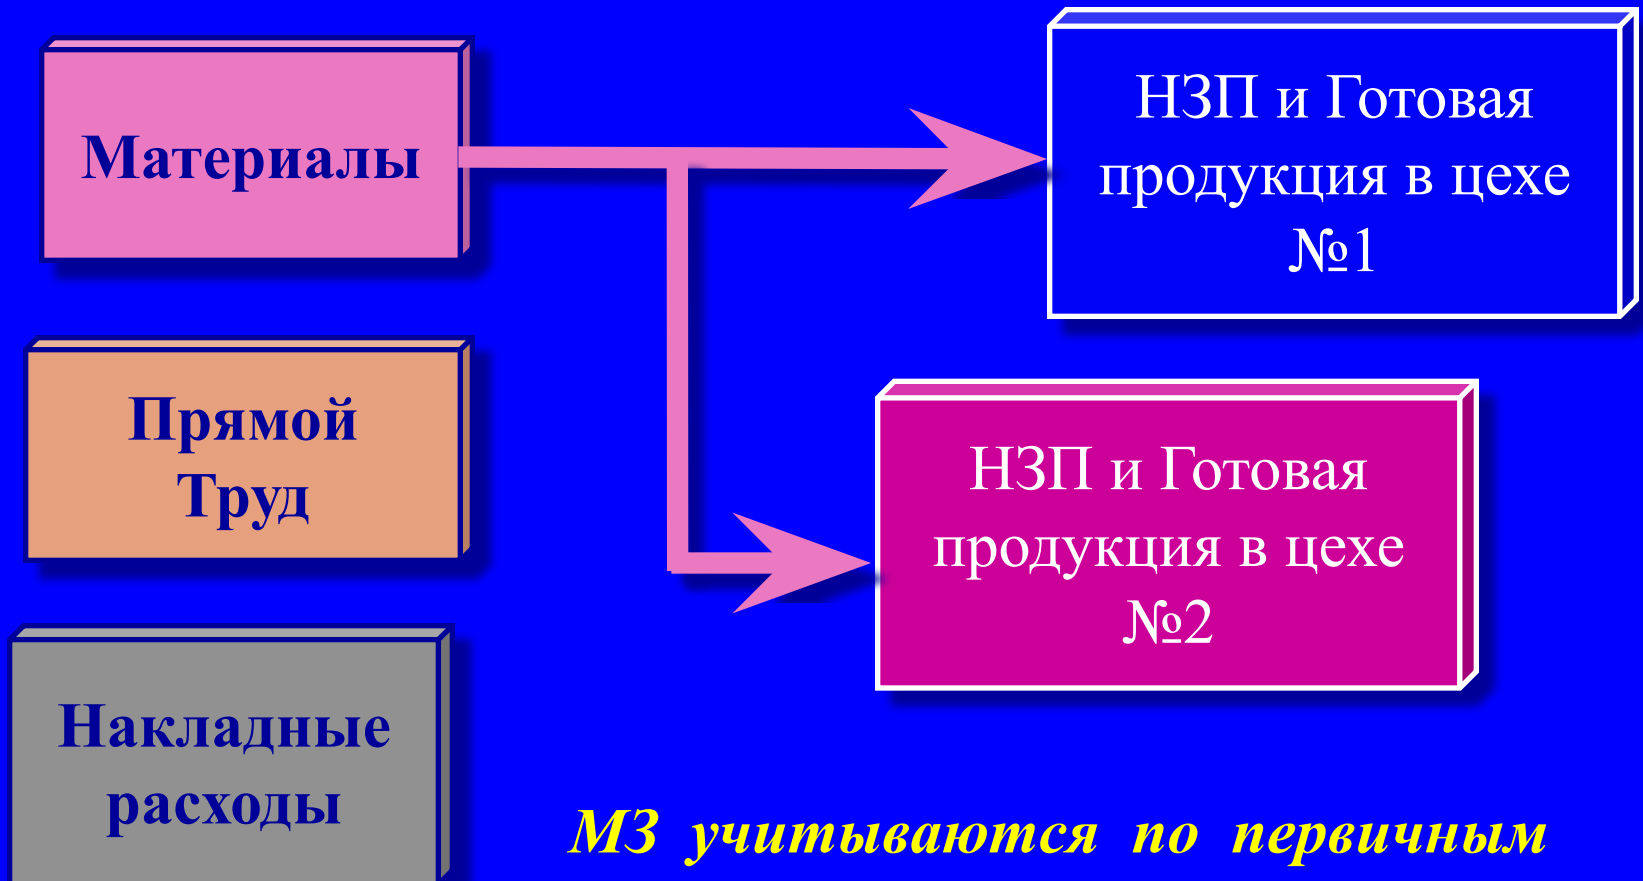 Материалы
НЗП и Готовая
продукция в цехе
№1
Прямой
Труд
НЗП и Готовая
продукция в цехе
№2
Накладные
расходы
МЗ учитываются по первичным